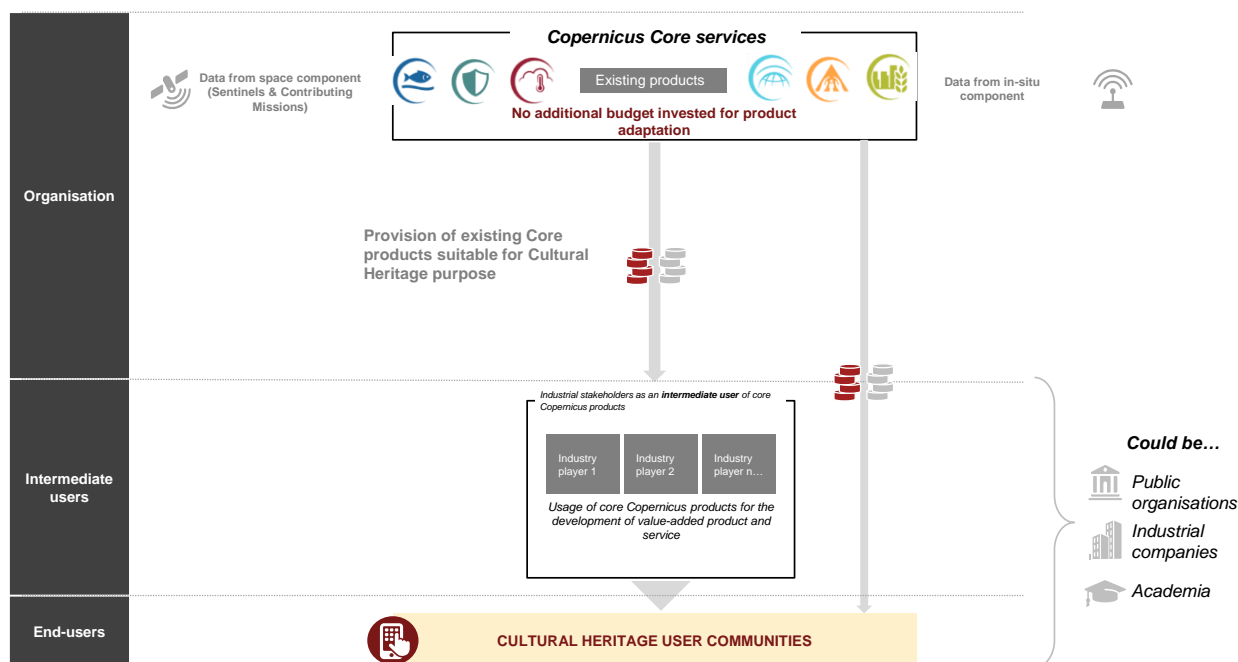 Copernicus Core services
Data from space component
(Sentinels & Contributing
Missions)
Existing products
Data from in-situ
component
No additional budget invested for product
adaptation
Organisation
Provision of existing Core
products suitable for Cultural
Heritage purpose
Industrial stakeholders as an intermediate user of core
Copernicus products
Industry
player 1
Industry
player 2
Industry
player n…
Usage of core Copernicus products for the
development of value-added product and
service
Intermediate
users
Could be…
Public
organisations
Industrial
companies
Academia
End-users
CULTURAL HERITAGE USER COMMUNITIES